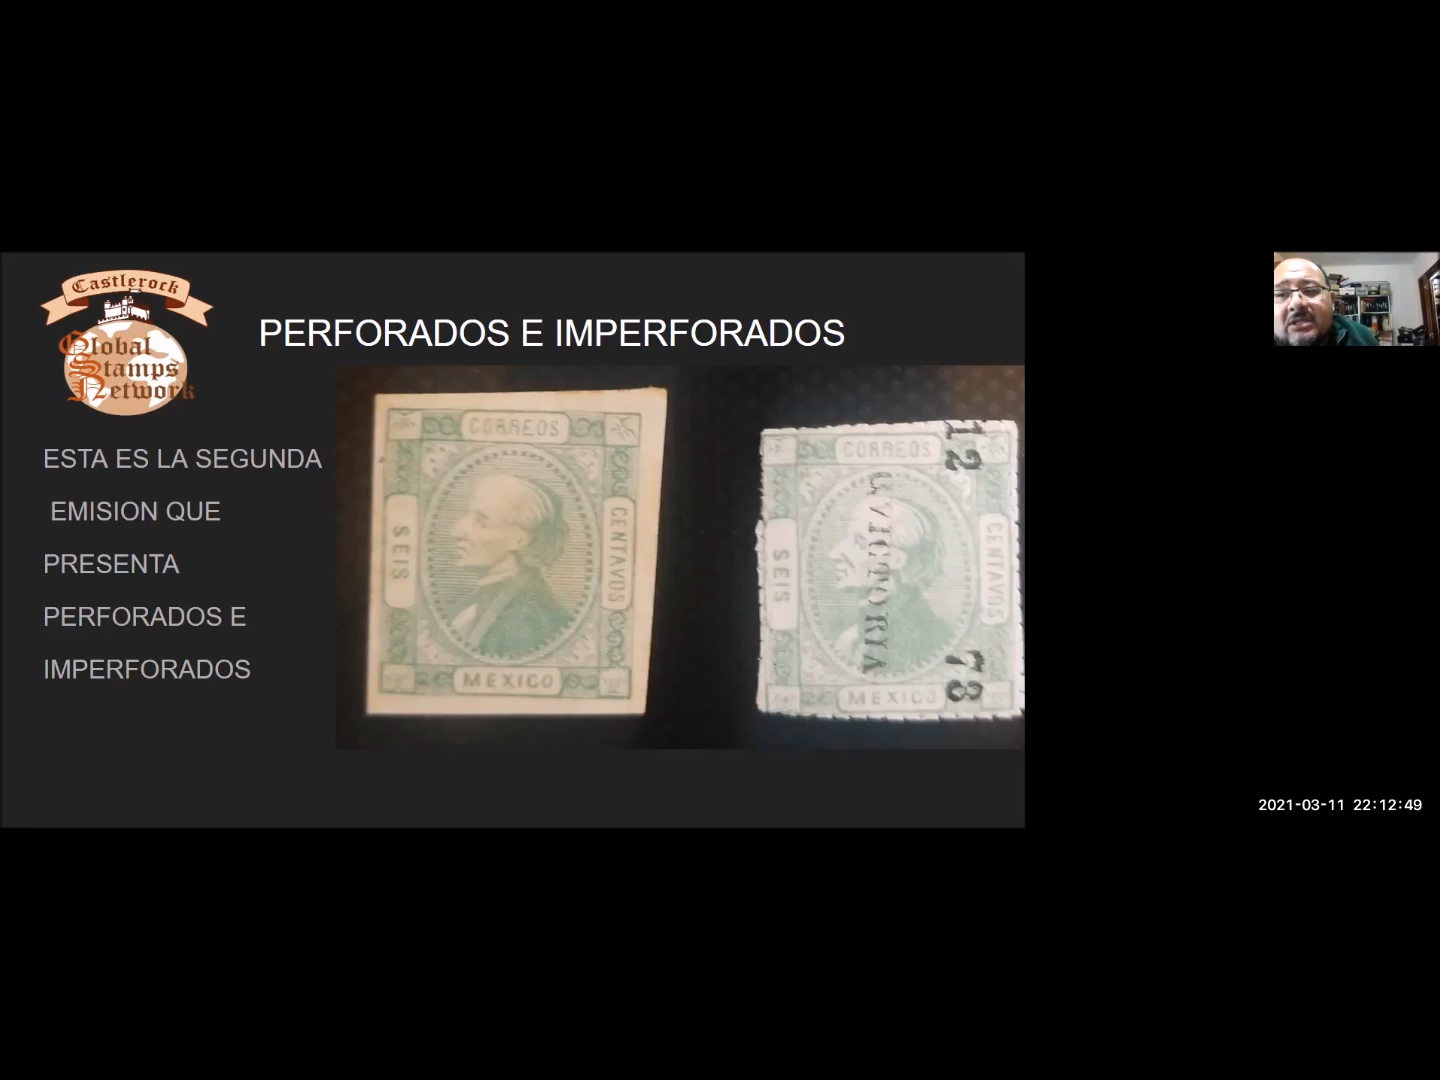 Castlerock
Global
Stamps
Network
PERFORADOS E IMPERFORADOS
ESTA ES LA SEGUNDA
EMISION QUE
PRESENTA
PERFORADOS E
IMPERFORADOS
CORREOS
SEIS
CENTAVOS
MEXICO
CORREOS
SEIS
CENTAVOS
MEXICO
12
78
VICTORIA
2021-03-11 22:12:49